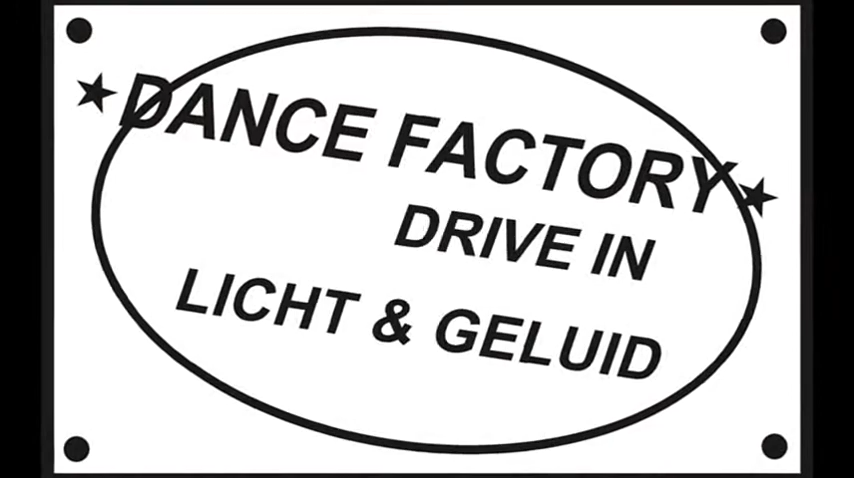 ★DANCE FACTORY★
DRIVE IN
LICHT & GELUID